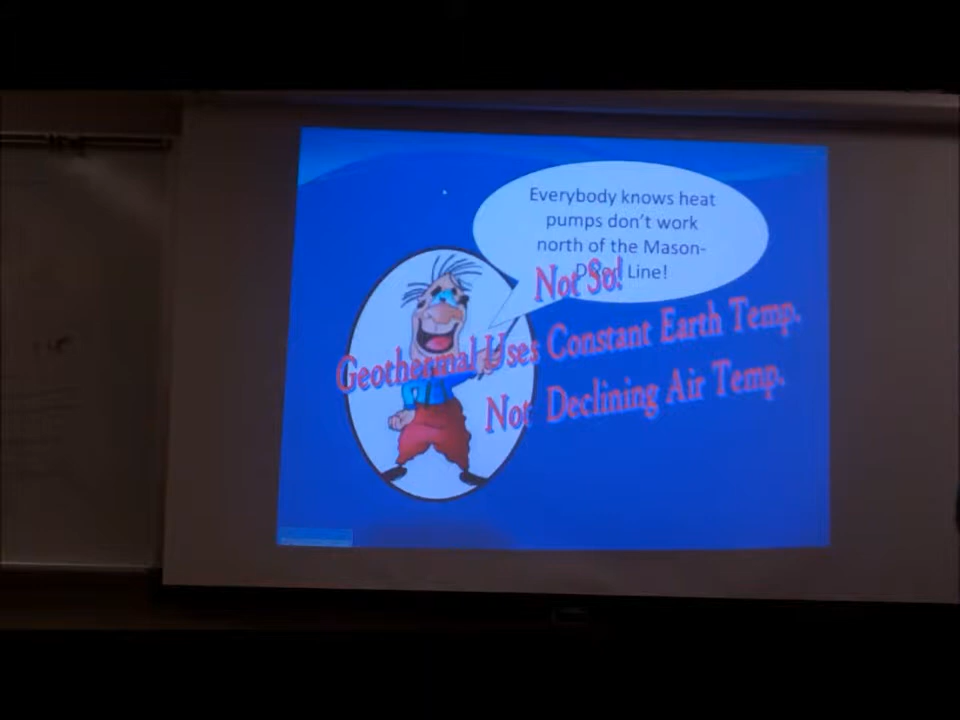 Everybody knows heat
pumps don't work
north of the Mason-
Dixon Line!
Not So!
Geothermal Uses Constant Earth Temp.
Not Declining Air Temp.